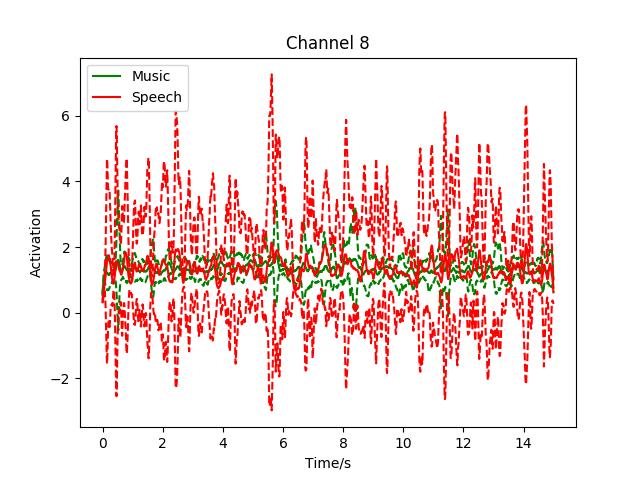 Channel 8
Music
Speech
Activation
6
4
2
0
−2
0 2 4 6 8 10 12 14
Time/s